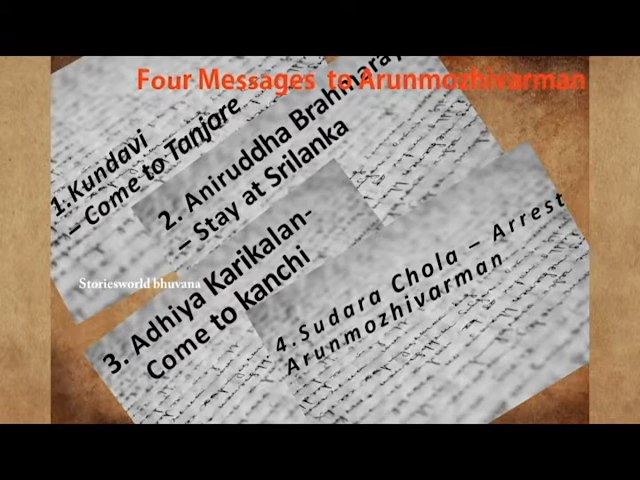 Four Messages to Arunmozhivarman
1.Kundavi
– Come to Tanjore
2. Aniruddha Brahmaray
– Stay at Srilanka
Storiesworld bhuvana
3. Adhiya Karikalan-
Come to kanchi
4.Sudara Chola – Arrest
Arunmozhivarman